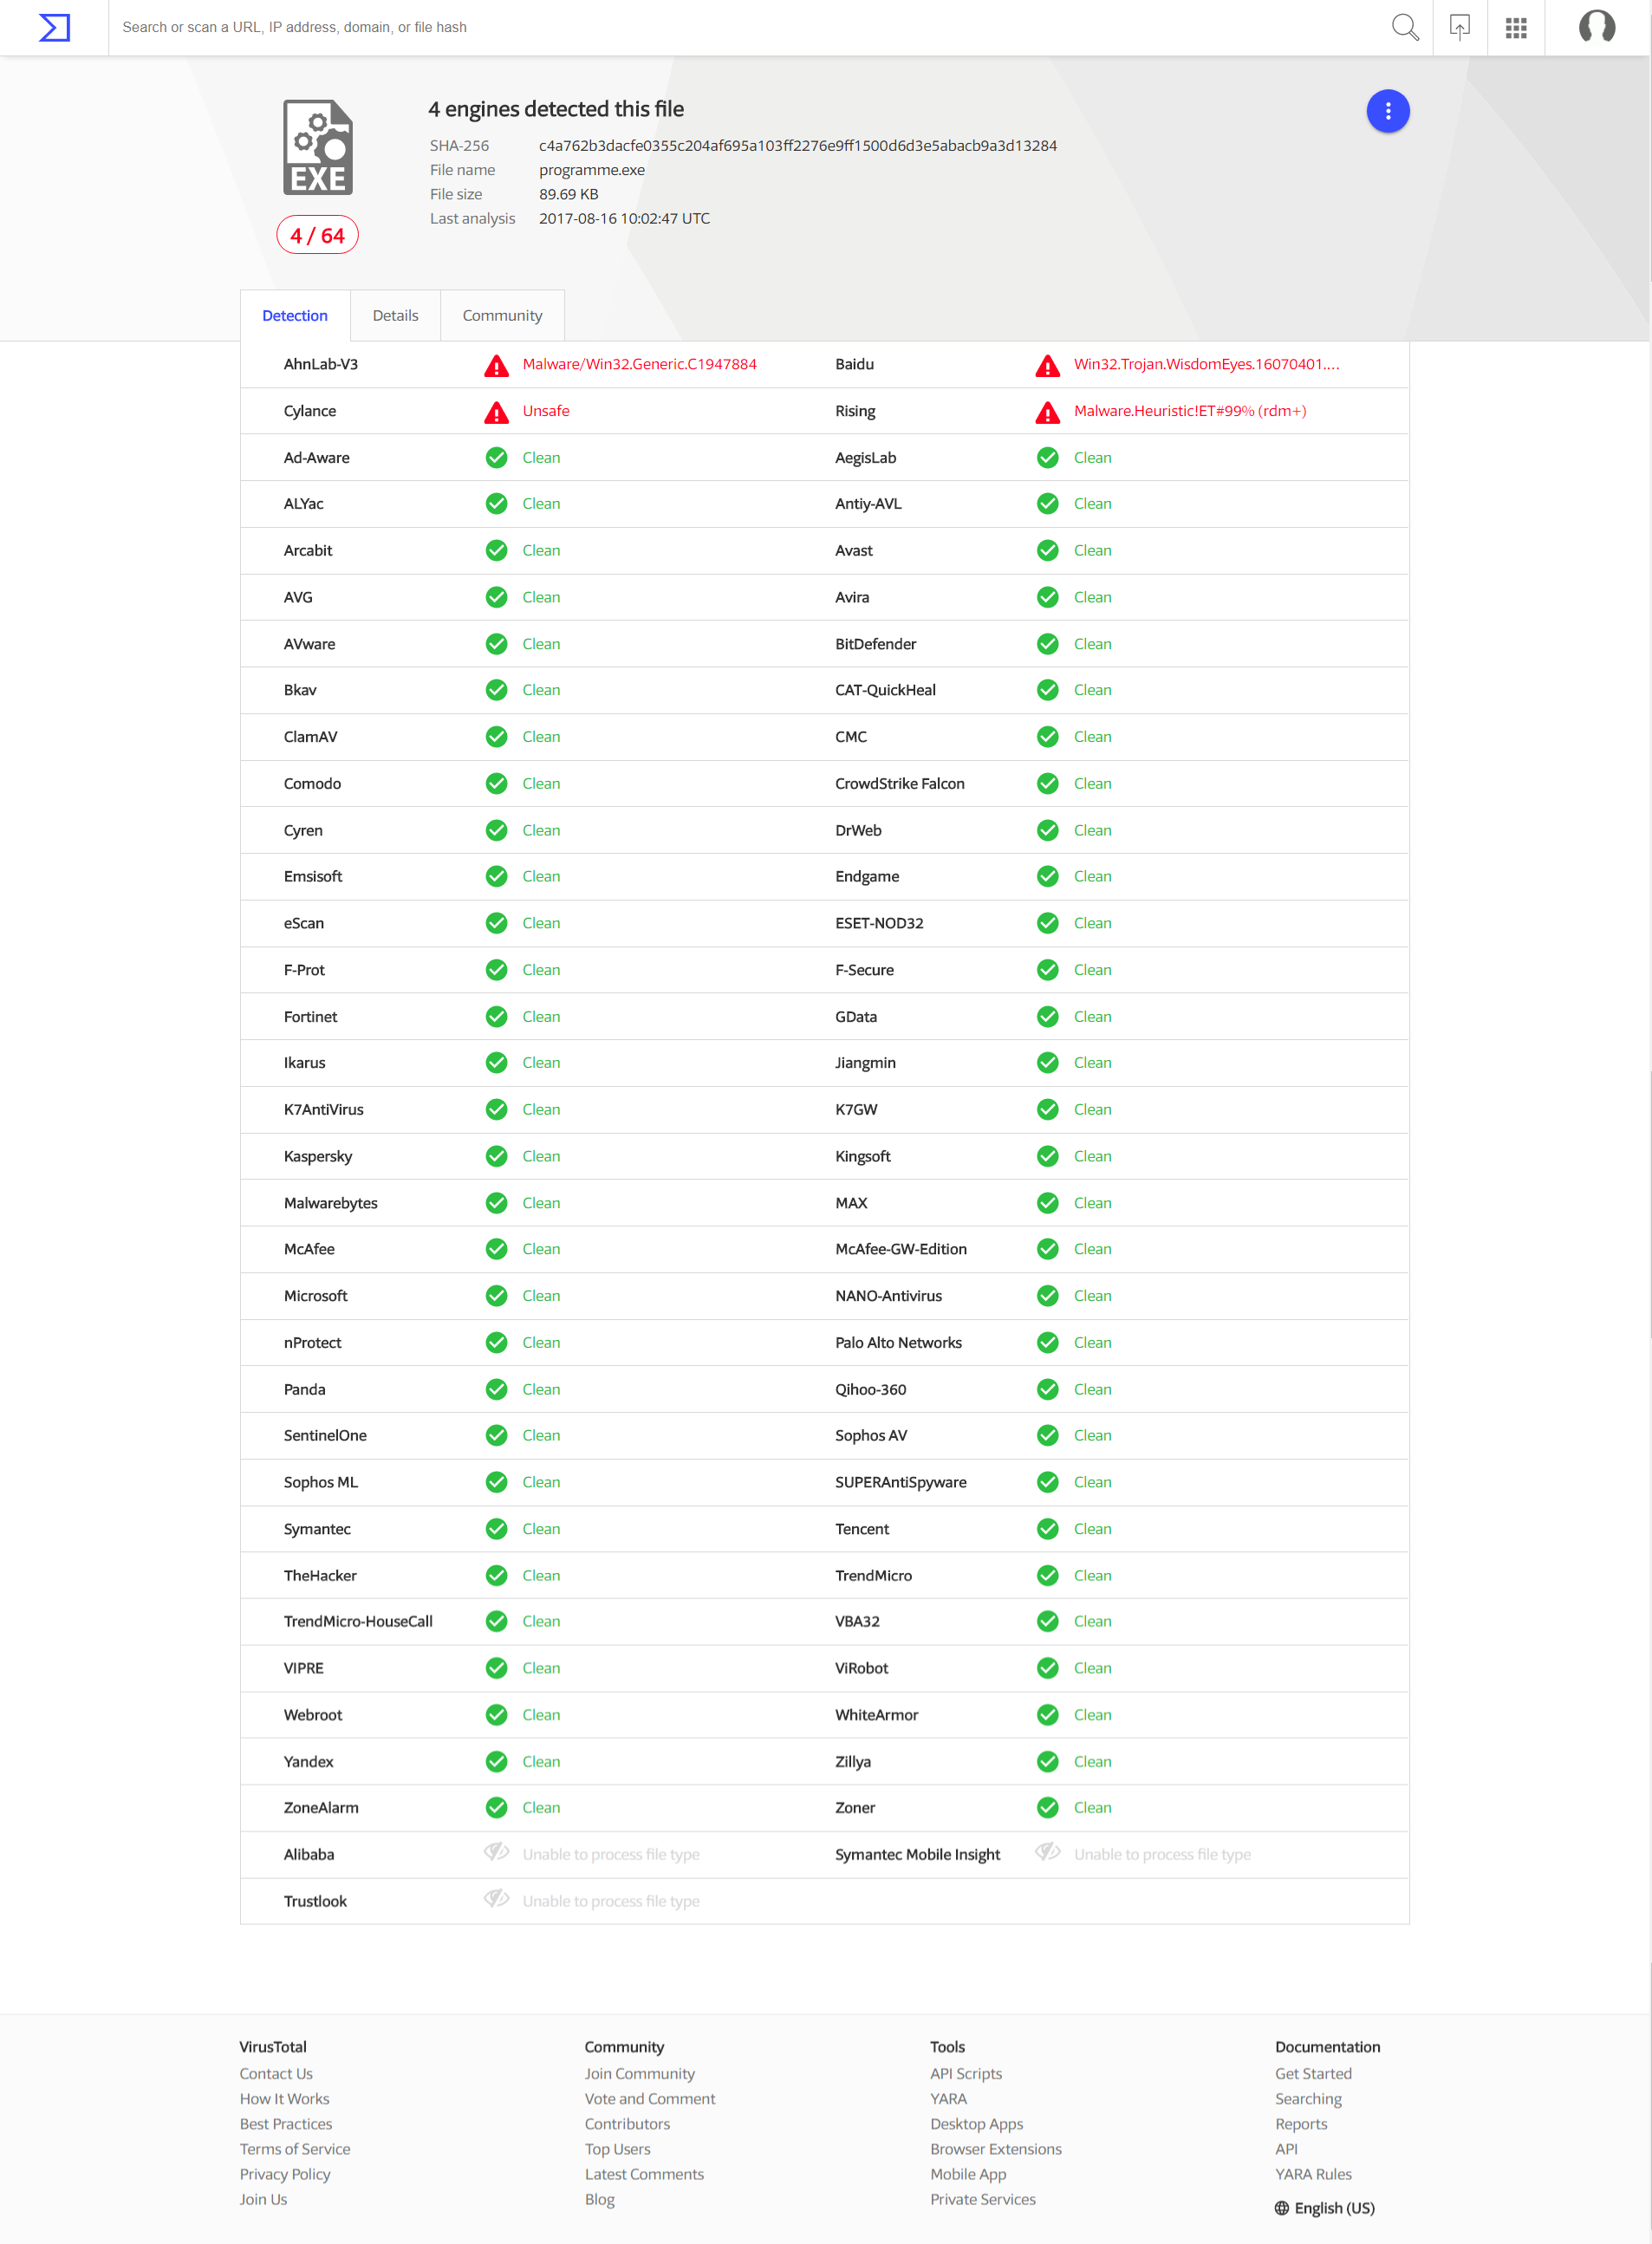 Search or scan a URL, IP address, domain, or file hash
EXE
4 / 64
4 engines detected this file
SHA-256 c4a762b3dacfe0355c204af695a103ff2276e9ff1500d6d3e5abacb9a3d13284
File name programme.exe
File size 89.69 KB
Last analysis 2017-08-16 10:02:47 UTC
Detection Details Community
AhnLab-V3 Malware/Win32.Generic.C1947884 Baidu Win32.Trojan.WisdomEyes.16070401....
Cylance Unsafe Rising Malware.Heuristic!ET#99% (rdm+)
Ad-Aware Clean AegisLab Clean
ALYac Clean Antiy-AVL Clean
Arcabit Clean Avast Clean
AVG Clean Avira Clean
AVware Clean BitDefender Clean
Bkav Clean CAT-QuickHeal Clean
ClamAV Clean CMC Clean
Comodo Clean CrowdStrike Falcon Clean
Cyren Clean DrWeb Clean
Emsisoft Clean Endgame Clean
eScan Clean ESET-NOD32 Clean
F-Prot Clean F-Secure Clean
Fortinet Clean GData Clean
Ikarus Clean Jiangmin Clean
K7AntiVirus Clean K7GW Clean
Kaspersky Clean Kingsoft Clean
Malwarebytes Clean MAX Clean
McAfee Clean McAfee-GW-Edition Clean
Microsoft Clean NANO-Antivirus Clean
nProtect Clean Palo Alto Networks Clean
Panda Clean Qihoo-360 Clean
SentinelOne Clean Sophos AV Clean
Sophos ML Clean SUPERAntiSpyware Clean
Symantec Clean Tencent Clean
TheHacker Clean TrendMicro Clean
TrendMicro-HouseCall Clean VBA32 Clean
VIPRE Clean ViRobot Clean
Webroot Clean WhiteArmor Clean
Yandex Clean Zillya Clean
ZoneAlarm Clean Zoner Clean
Alibaba Unable to process file type Symantec Mobile Insight Unable to process file type
Trustlook Unable to process file type
VirusTotal Community Tools Documentation
Contact Us Join Community API Scripts Get Started
How It Works Vote and Comment YARA Searching
Best Practices Contributors Desktop Apps Reports
Terms of Service Top Users Browser Extensions API
Privacy Policy Latest Comments Mobile App YARA Rules
Join Us Blog Private Services
English (US)